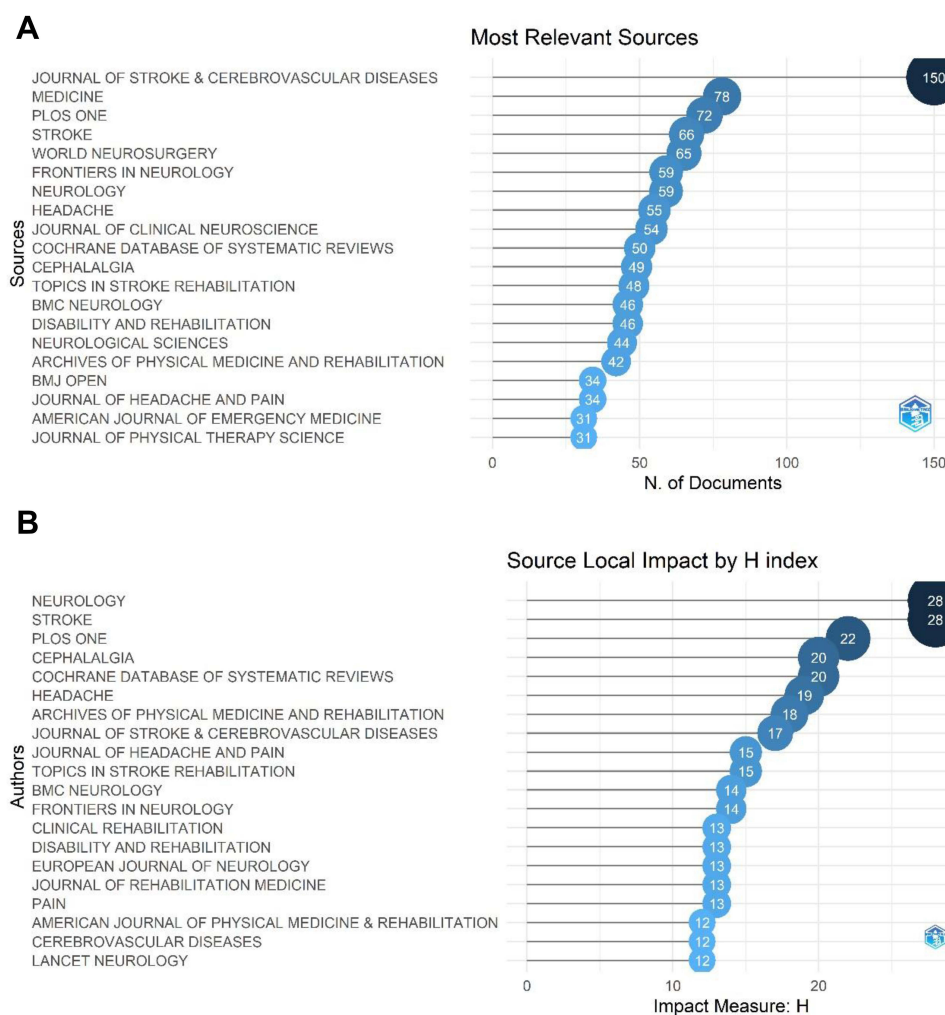 A
Most Relevant Sources
Sources
JOURNAL OF STROKE & CEREBROVASCULAR DISEASES 150
MEDICINE 78
PLOS ONE 72
STROKE 66
WORLD NEUROSURGERY 65
FRONTIERS IN NEUROLOGY 59
NEUROLOGY 59
HEADACHE 55
JOURNAL OF CLINICAL NEUROSCIENCE 54
COCHRANE DATABASE OF SYSTEMATIC REVIEWS 50
CEPHALALGIA 49
TOPICS IN STROKE REHABILITATION 48
BMC NEUROLOGY 46
DISABILITY AND REHABILITATION 46
NEUROLOGICAL SCIENCES 44
ARCHIVES OF PHYSICAL MEDICINE AND REHABILITATION 42
BMJ OPEN 34
JOURNAL OF HEADACHE AND PAIN 34
AMERICAN JOURNAL OF EMERGENCY MEDICINE 31
JOURNAL OF PHYSICAL THERAPY SCIENCE 31
0 50 100 150
N. of Documents
B
Source Local Impact by H index
Authors
NEUROLOGY 28
STROKE 28
PLOS ONE 22
CEPHALALGIA 20
COCHRANE DATABASE OF SYSTEMATIC REVIEWS 20
HEADACHE 19
ARCHIVES OF PHYSICAL MEDICINE AND REHABILITATION 18
JOURNAL OF STROKE & CEREBROVASCULAR DISEASES 17
JOURNAL OF HEADACHE AND PAIN 15
TOPICS IN STROKE REHABILITATION 15
BMC NEUROLOGY 14
FRONTIERS IN NEUROLOGY 14
CLINICAL REHABILITATION 13
DISABILITY AND REHABILITATION 13
EUROPEAN JOURNAL OF NEUROLOGY 13
JOURNAL OF REHABILITATION MEDICINE 13
PAIN 13
AMERICAN JOURNAL OF PHYSICAL MEDICINE & REHABILITATION 12
CEREBROVASCULAR DISEASES 12
LANCET NEUROLOGY 12
0 10 20
Impact Measure: H